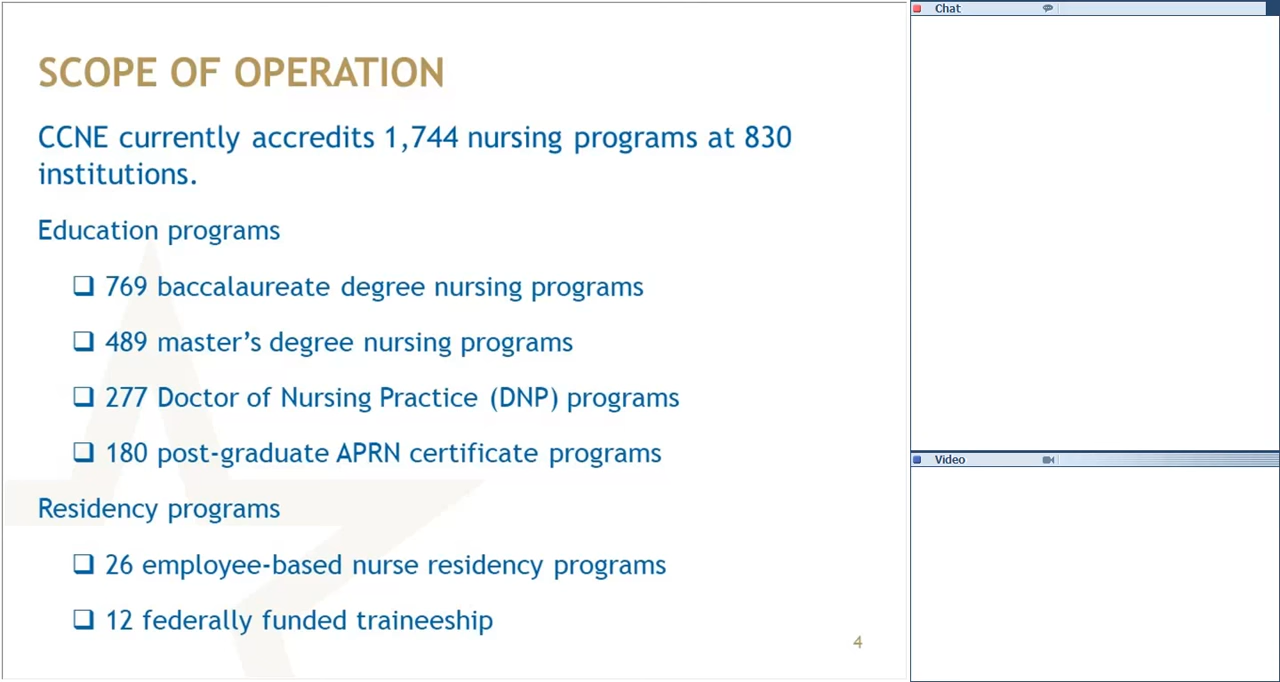 SCOPE OF OPERATION
CCNE currently accredits 1,744 nursing programs at 830
institutions.
Education programs
❑ 769 baccalaureate degree nursing programs
❑ 489 master’s degree nursing programs
❑ 277 Doctor of Nursing Practice (DNP) programs
❑ 180 post-graduate APRN certificate programs
Residency programs
❑ 26 employee-based nurse residency programs
❑ 12 federally funded traineeship
4
Chat
Video